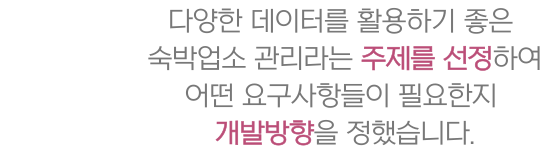 다양한 데이터를 활용하기 좋은
숙박업소 관리라는 주제를 선정하여
어떤 요구사항들이 필요한지
개발방향을 정했습니다.